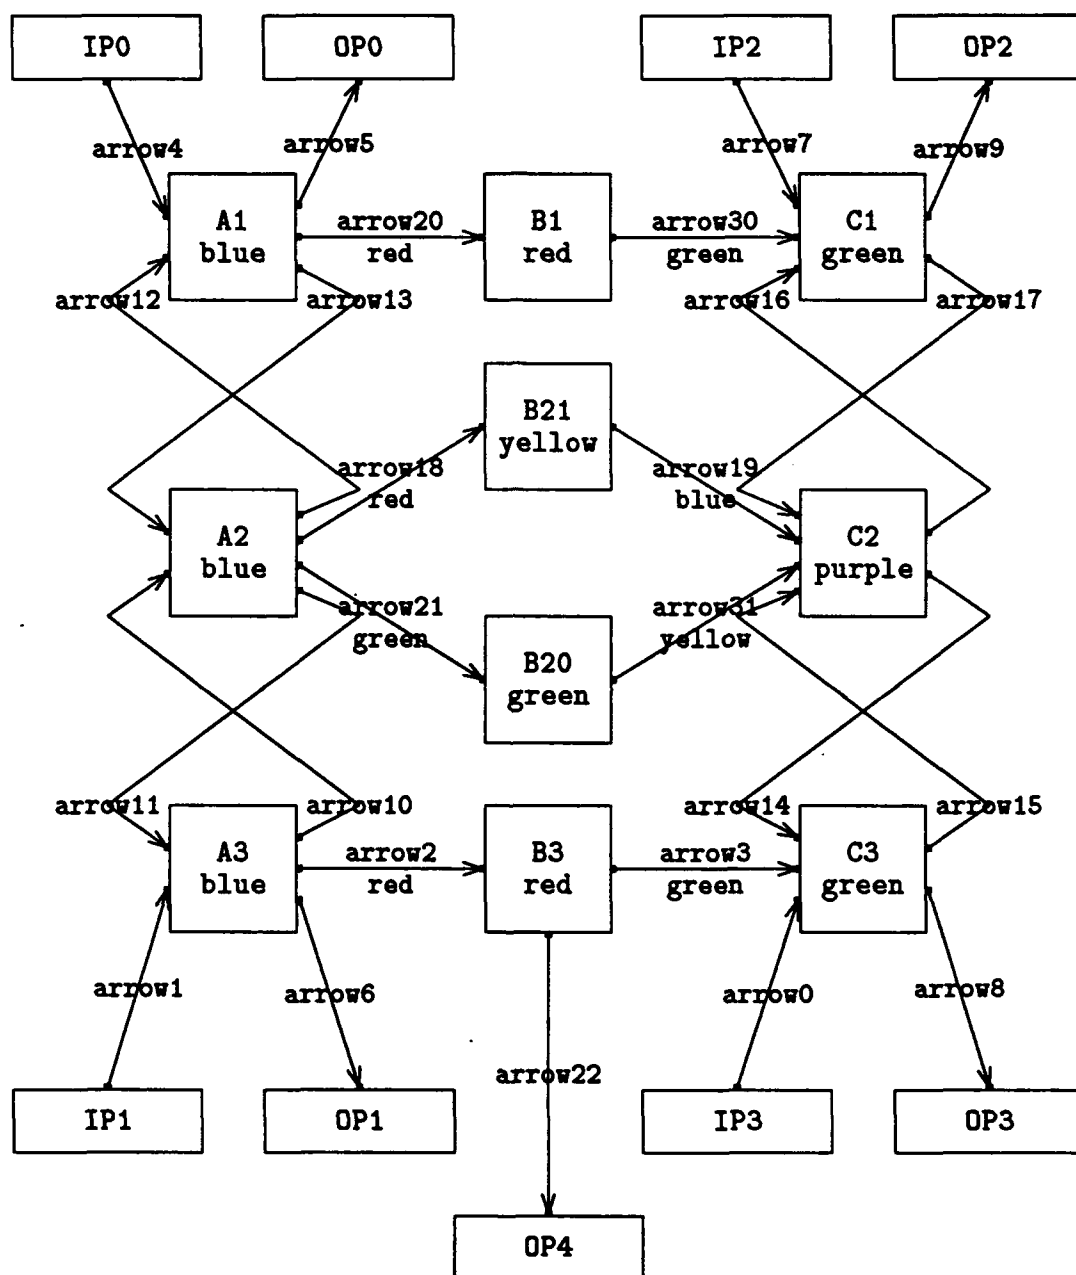 IP0 OP0 IP2 OP2
arrow4 arrow5 arrow7 arrow9
A1 arrow20 B1 arrow30 C1
blue red red green green
arrow12 arrow13 arrow16 arrow17
B21
yellow
arrow18 arrow19
red blue
A2 C2
blue purple
arrow21 arrow31
green yellow
B20
green
arrow11 arrow10 arrow14 arrow15
A3 arrow2 B3 arrow3 C3
blue red red green green
arrow1 arrow6 arrow0 arrow8
arrow22
IP1 OP1 IP3 OP3
OP4